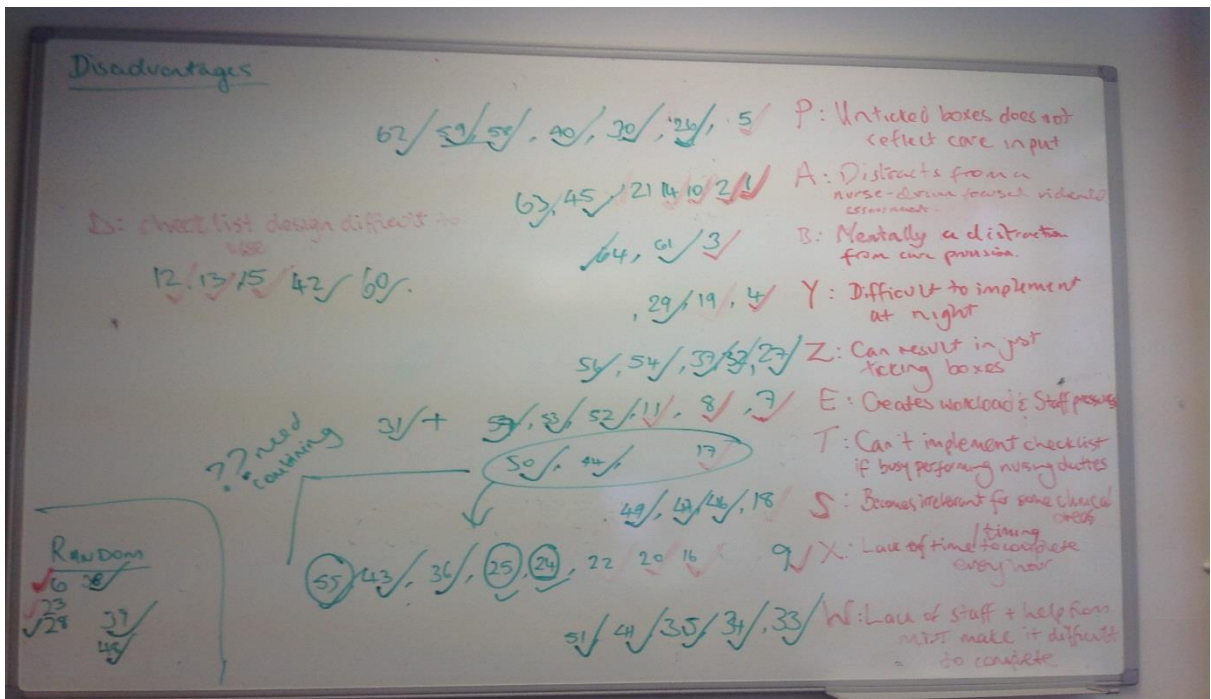 Disadvantages
62, 59, 58, 40, 30, 26, 5 P: Unticked boxes does not
reflect care input
63, 45, 21 14 10 2 1 A: Distracts from a
nurse-driven focused
D: checklist design difficult to
use
64, 61, 3 B: Mentally a distraction
from care provision.
12, 13, 15, 42, 60.
29, 19, 4 Y: Difficult to implement
at night
56, 54, 37, 32, 27 Z: Can result in just
ticking boxes
31 + 53, 52, 11, 8, 7 E: Creates workload & Staff pressures
?? need
combining
50, 44, 17 T: Can't implement checklist
if busy performing nursing duties
49, 47, 46, 18 S: Becomes irrelevant for some clinical
areas
/timing
55, 43, 36, 25, 24, 22 20 16 9 X: Lack of time to complete
every hour
51, 41, 35, 34, 33 W: Lack of staff + help from
MDT make it difficult
to complete
RANDOM
6 38
23
28 39
48